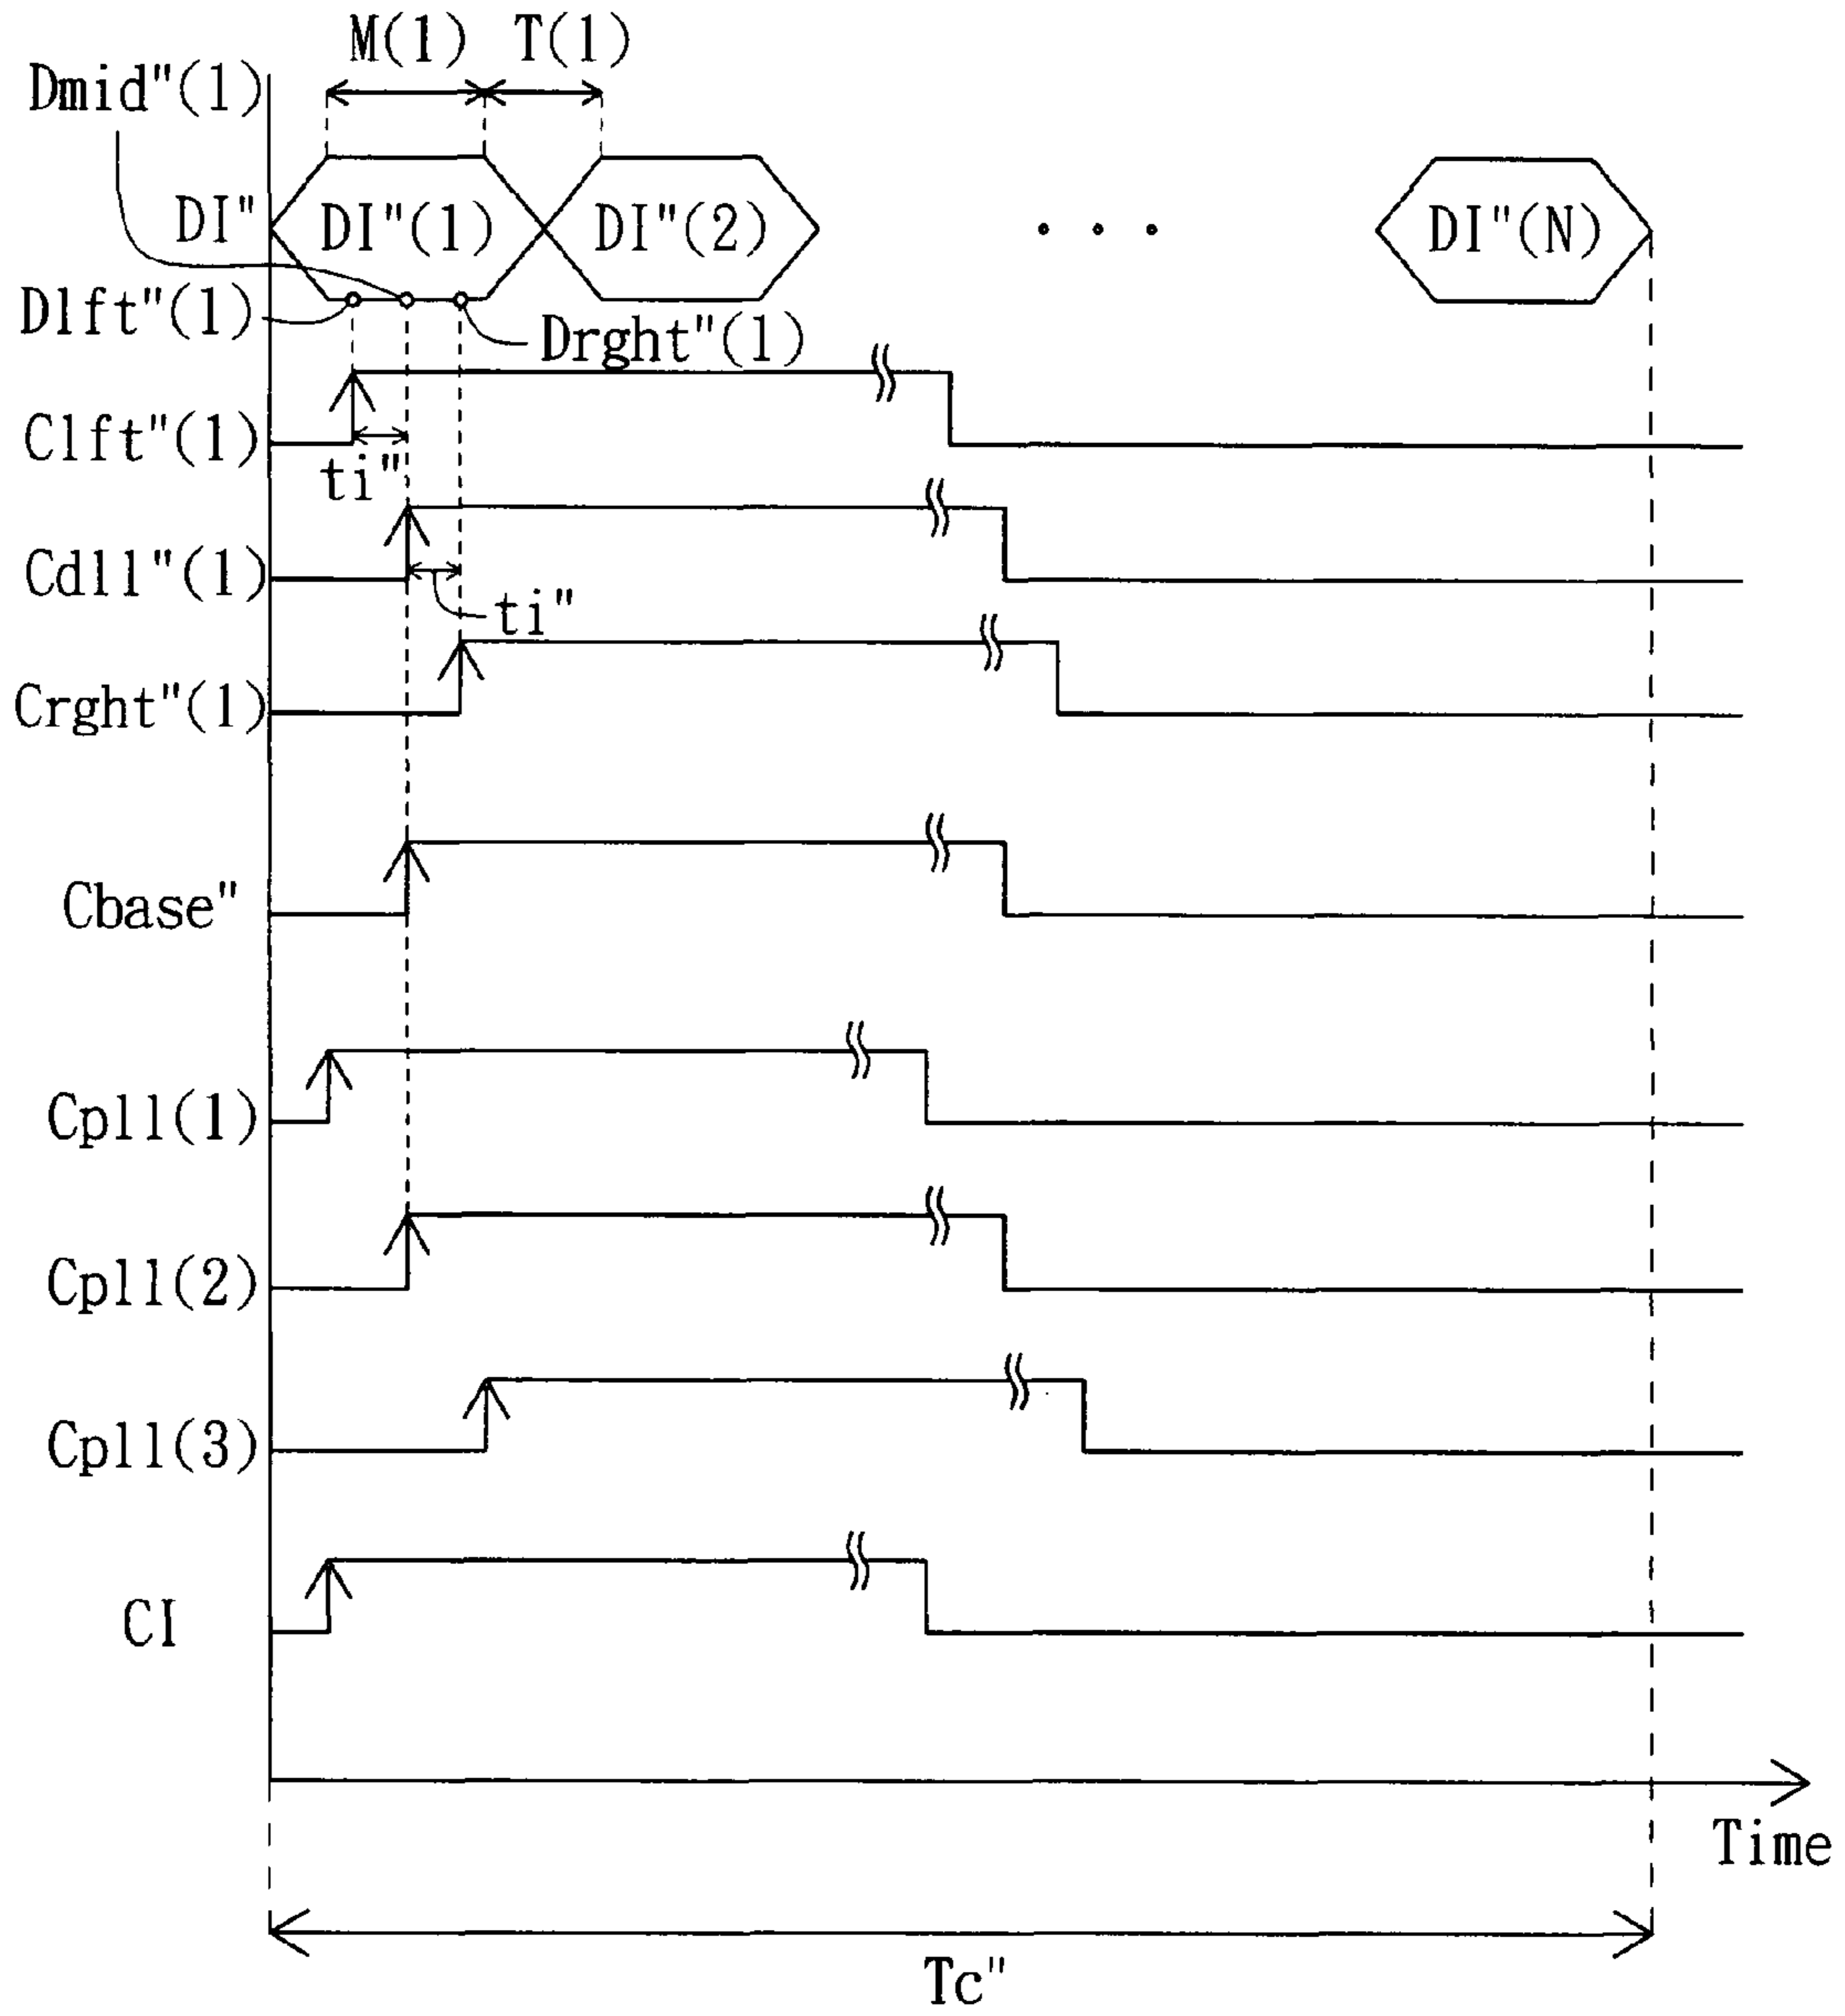 M(1) T(1)
Dmid"(1)
DI" DI"(1) DI"(2) DI"(N)
Dlft"(1)
Drght"(1)
Clft"(1)
ti"
Cdll"(1)
ti"
Crght"(1)
Cbase"
Cpll(1)
Cpll(2)
Cpll(3)
CI
Time
Tc"